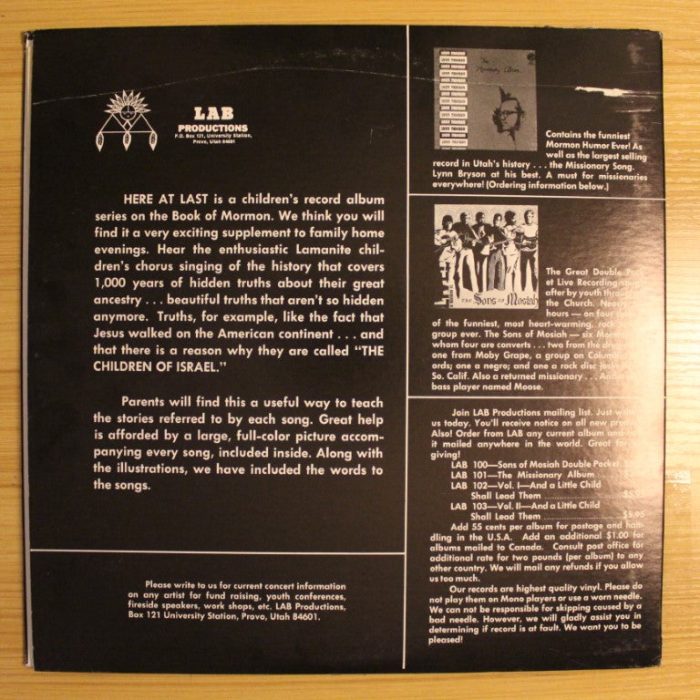 LAB
PRODUCTIONS
P.O. Box 121, University Station,
Provo, Utah 84601
HERE AT LAST is a children's record album
series on the Book of Mormon. We think you will
find it a very exciting supplement to family home
evenings. Hear the enthusiastic Lamanite chil-
dren's chorus singing of the history that covers
1,000 years of hidden truths about their great
ancestry . . . beautiful truths that aren't so hidden
anymore. Truths, for example, like the fact that
Jesus walked on the American continent . . . and
that there is a reason why they are called "THE
CHILDREN OF ISRAEL."
Parents will find this a useful way to teach
the stories referred to by each song. Great help
is afforded by a large, full-color picture accom-
panying every song, included inside. Along with
the illustrations, we have included the words to
the songs.
Please write to us for current concert information
on any artist for fund raising, youth conferences,
fireside speakers, work shops, etc. LAB Productions,
Box 121 University Station, Provo, Utah 84601.
The
Missionary Album
Contains the funniest
Mormon Humor Ever! As
well as the largest selling
record in Utah's history . . . the Missionary Song.
Lynn Bryson at his best. A must for missionaries
everywhere! (Ordering information below.)
THE Sons of Mosiah
The Great Double
et Live Recording
after by youth
the Church.
hours — on four
of the funniest, most heart-warming,
group ever. The Sons of Mosiah — six
whom four are converts . . . two from the
one from Moby Grape, a group on
ords; one a negro; and one a rock disc
So. Calif. Also a returned missionary . . .
bass player named Moose.
Join LAB Productions mailing list. Just
us today. You'll receive notice on all new
Also! Order from LAB any current album
it mailed anywhere in the world. Great
giving!
LAB 100—Sons of Mosiah Double Pocket
LAB 101—The Missionary Album
LAB 102—Vol. I—And a Little Child
Shall Lead Them
LAB 103—Vol. II—And a Little Child
Shall Lead Them $5.95
Add 55 cents per album for postage and han-
dling in the U.S.A. Add an additional $1.00 for
albums mailed to Canada. Consult post office for
additional rate for two pounds (per album) to any
other country. We will mail any refunds if you allow
us too much.
Our records are highest quality vinyl. Please do
not play them on Mono players or use a worn needle.
We can not be responsible for skipping caused by a
bad needle. However, we will gladly assist you in
determining if record is at fault. We want you to be
pleased!